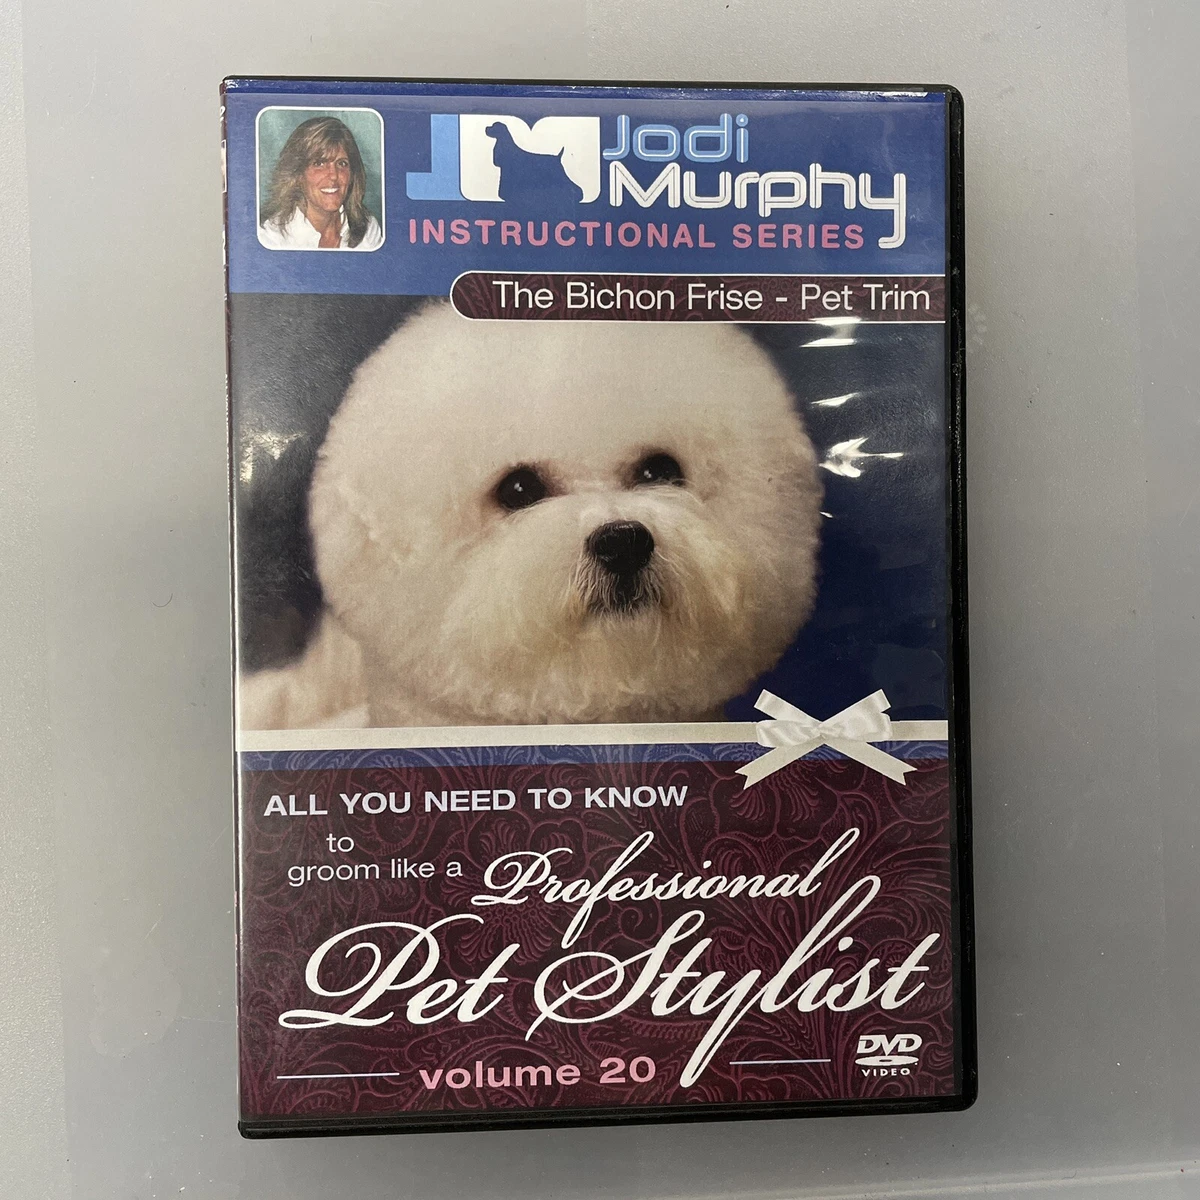 JM Jodi
Murphy
INSTRUCTIONAL SERIES
The Bichon Frise - Pet Trim
ALL YOU NEED TO KNOW
to
groom like a Professional
Pet Stylist
volume 20
DVD
VIDEO